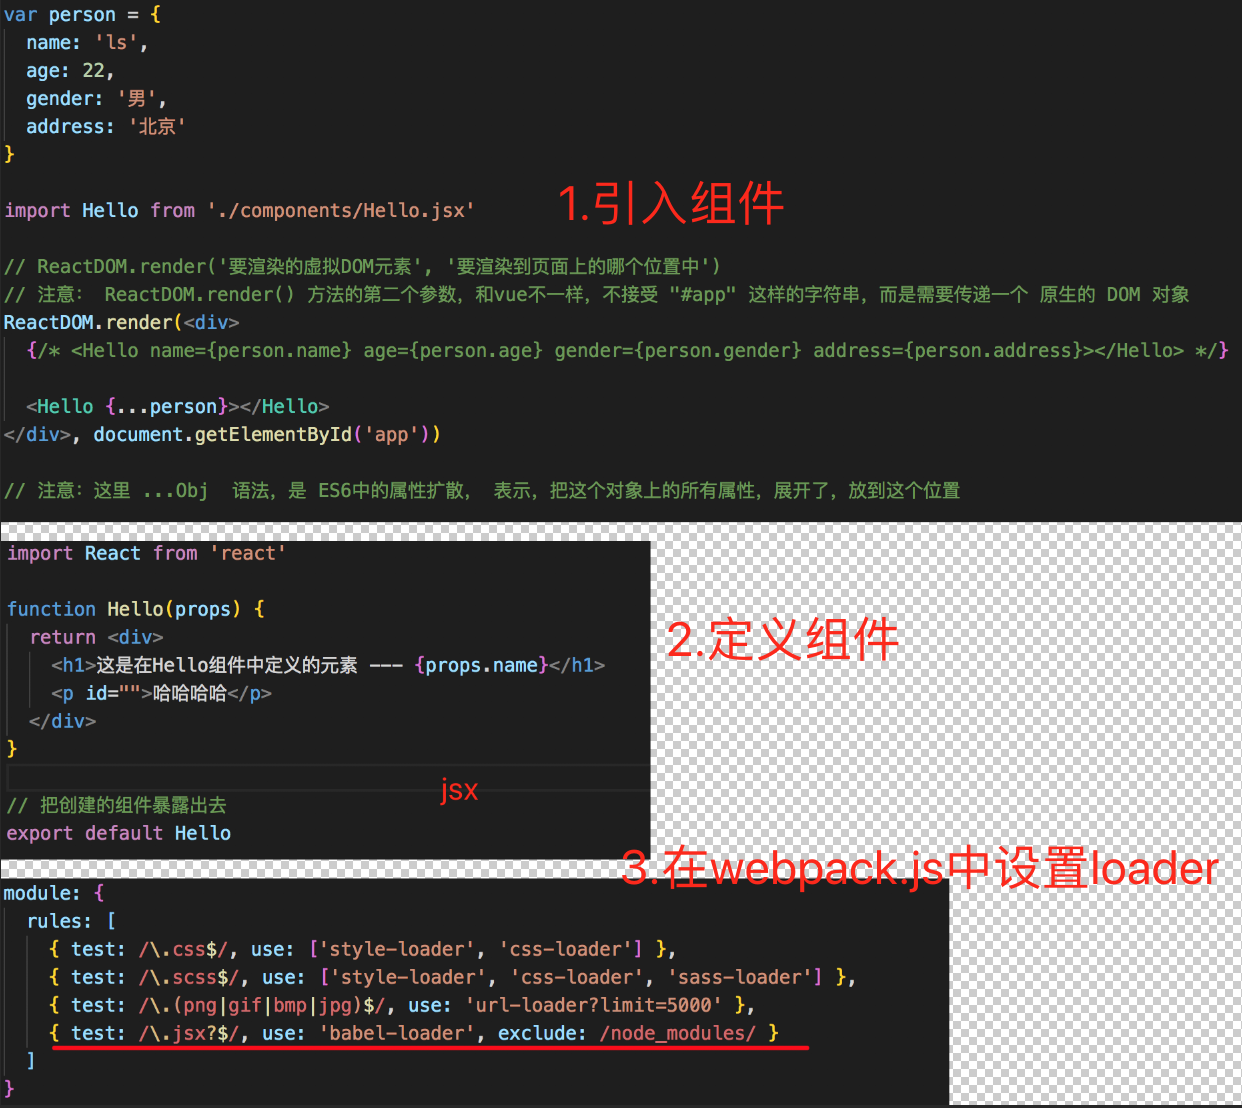 var person = {
  name: 'ls',
  age: 22,
  gender: '男',
  address: '北京'
}
import Hello from './components/Hello.jsx'
1.引入组件
// ReactDOM.render('要渲染的虚拟DOM元素', '要渲染到页面上的哪个位置中')
// 注意： ReactDOM.render() 方法的第二个参数，和vue不一样，不接受 "#app" 这样的字符串，而是需要传递一个 原生的 DOM 对象
ReactDOM.render(<div>
  {/* <Hello name={person.name} age={person.age} gender={person.gender} address={person.address}></Hello> */}
  <Hello {...person}></Hello>
</div>, document.getElementById('app'))
// 注意：这里 ...Obj  语法，是 ES6中的属性扩散， 表示，把这个对象上的所有属性，展开了，放到这个位置
import React from 'react'
function Hello(props) {
  return <div>
    <h1>这是在Hello组件中定义的元素 --- {props.name}</h1>
    <p id="">哈哈哈哈</p>
  </div>
}
2.定义组件
jsx
// 把创建的组件暴露出去
export default Hello
3.在webpack.js中设置loader
module: {
  rules: [
    { test: /\.css$/, use: ['style-loader', 'css-loader'] },
    { test: /\.scss$/, use: ['style-loader', 'css-loader', 'sass-loader'] },
    { test: /\.(png|gif|bmp|jpg)$/, use: 'url-loader?limit=5000' },
    { test: /\.jsx?$/, use: 'babel-loader', exclude: /node_modules/ }
  ]
}